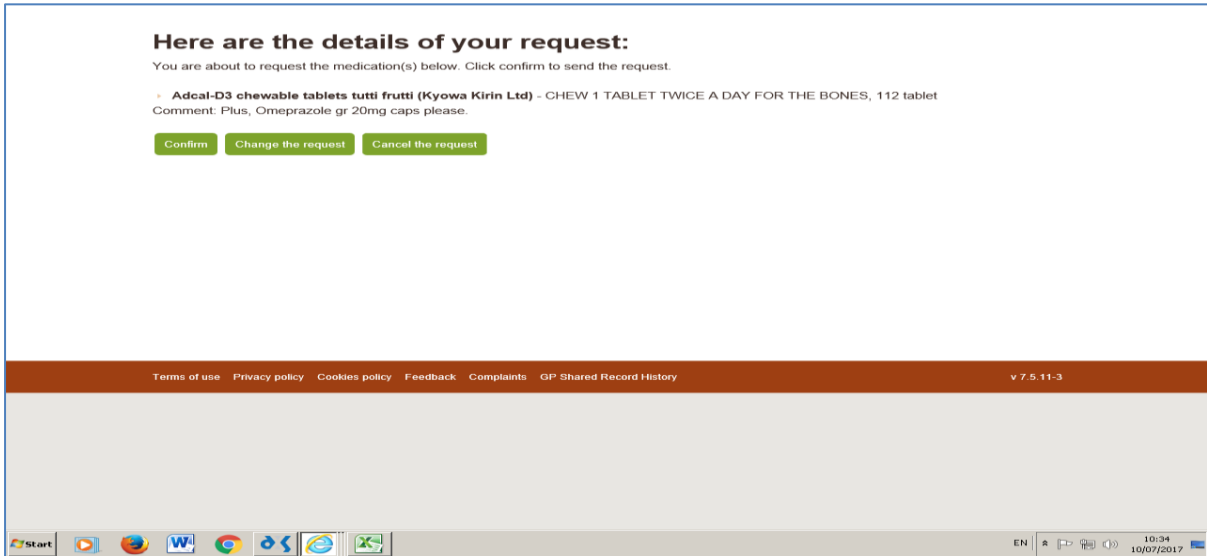 Here are the details of your request:
You are about to request the medication(s) below. Click confirm to send the request.
Adcal-D3 chewable tablets tutti frutti (Kyowa Kirin Ltd) - CHEW 1 TABLET TWICE A DAY FOR THE BONES, 112 tablet
Comment: Plus, Omeprazole gr 20mg caps please.
Confirm Change the request Cancel the request
Terms of use Privacy policy Cookies policy Feedback Complaints GP Shared Record History v 7.5.11-3
Start EN 10:34
10/07/2017